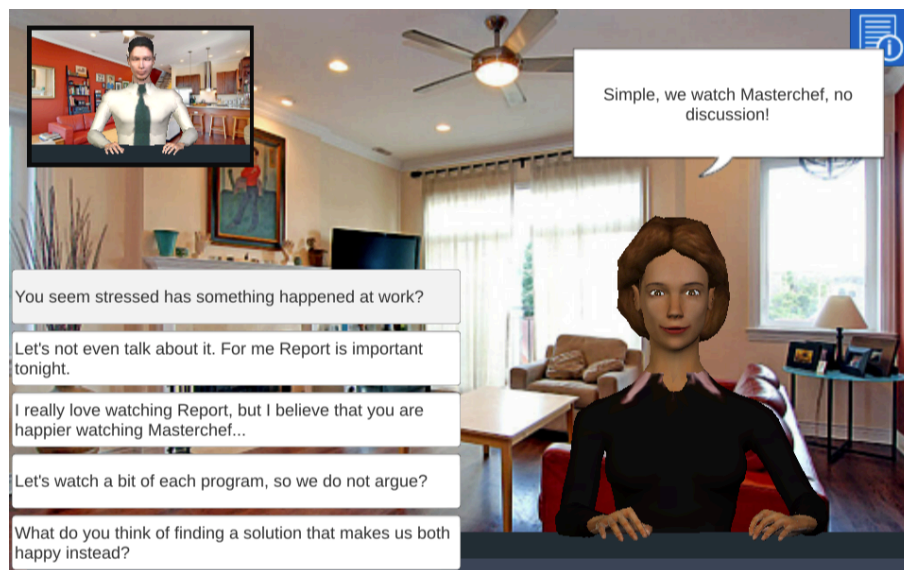 Simple, we watch Masterchef, no
discussion!
You seem stressed has something happened at work?
Let's not even talk about it. For me Report is important
tonight.
I really love watching Report, but I believe that you are
happier watching Masterchef...
Let's watch a bit of each program, so we do not argue?
What do you think of finding a solution that makes us both
happy instead?